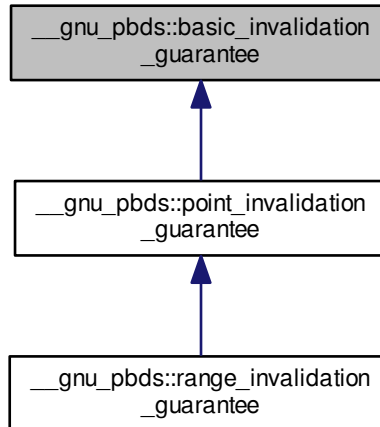 __gnu_pbds::basic_invalidation
_guarantee
__gnu_pbds::point_invalidation
_guarantee
__gnu_pbds::range_invalidation
_guarantee